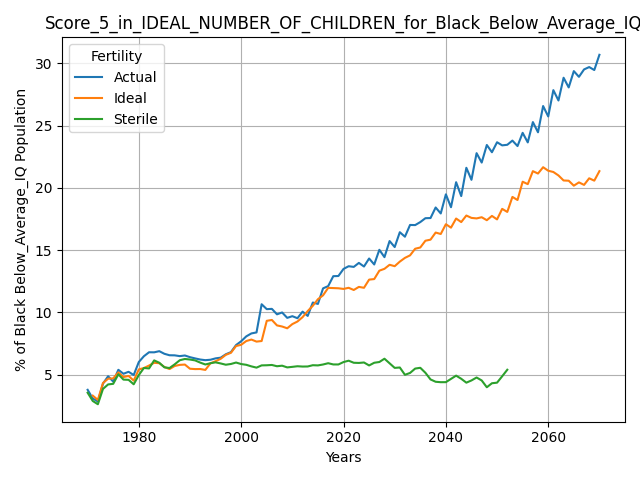 Score_5_in_IDEAL_NUMBER_OF_CHILDREN_for_Black_Below_Average_IQ
Fertility
Actual
Ideal
Sterile
% of Black Below_Average_IQ Population
30
25
20
15
10
5
1980
2000
2020
2040
2060
Years